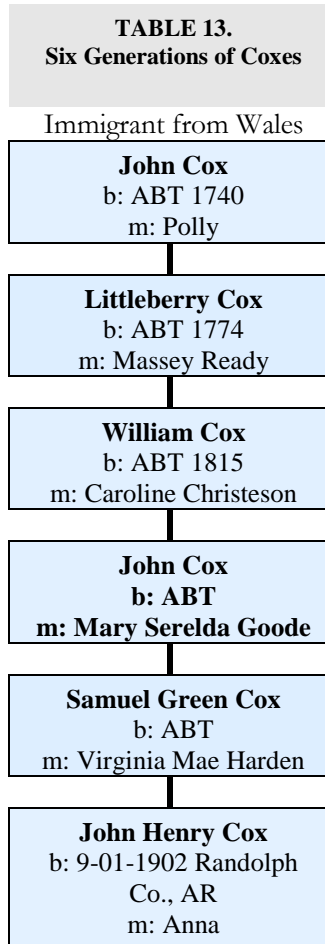 TABLE 13.
Six Generations of Coxes
Immigrant from Wales
John Cox
b: ABT 1740
m: Polly
Littleberry Cox
b: ABT 1774
m: Massey Ready
William Cox
b: ABT 1815
m: Caroline Christeson
John Cox
b: ABT
m: Mary Serelda Goode
Samuel Green Cox
b: ABT
m: Virginia Mae Harden
John Henry Cox
b: 9-01-1902 Randolph
Co., AR
m: Anna